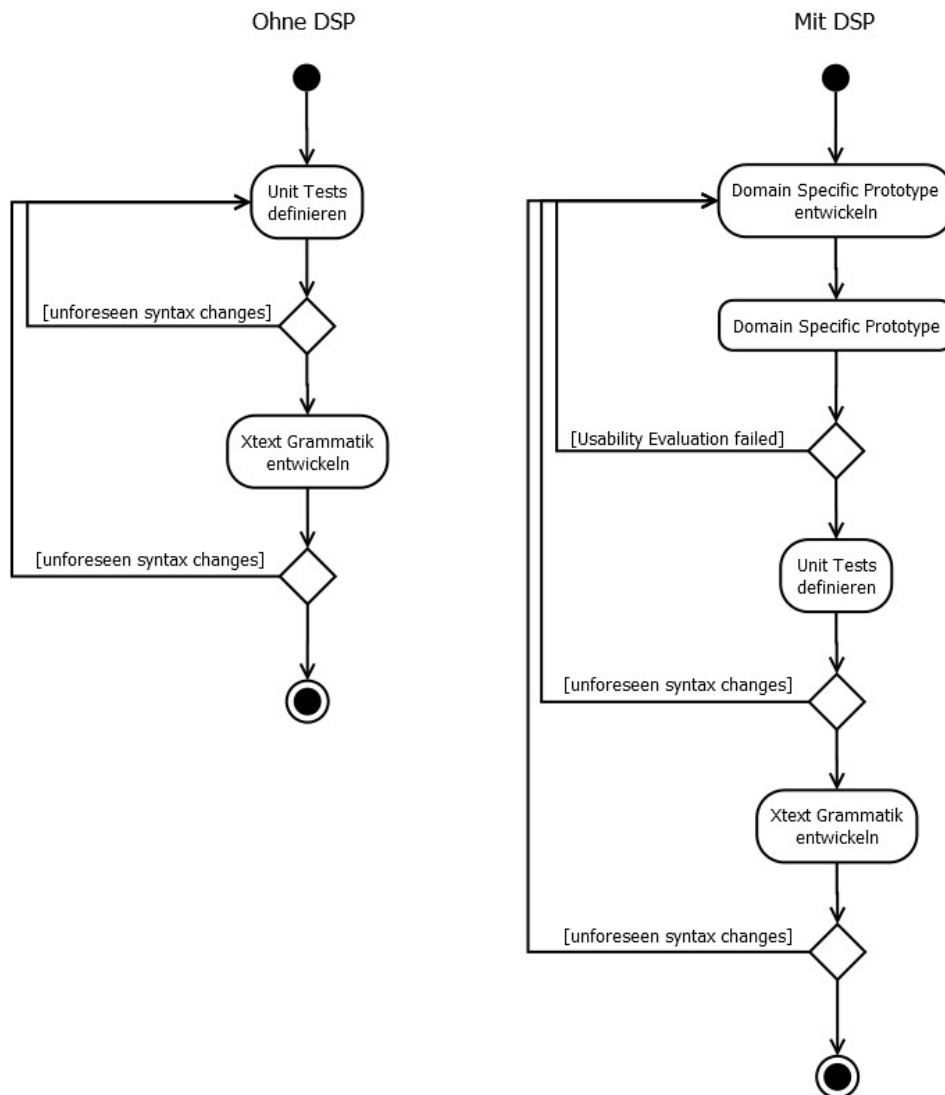 Ohne DSP
Unit Tests
definieren
[unforeseen syntax changes]
Xtext Grammatik
entwickeln
[unforeseen syntax changes]
Mit DSP
Domain Specific Prototype
entwickeln
Domain Specific Prototype
[Usability Evaluation failed]
Unit Tests
definieren
[unforeseen syntax changes]
Xtext Grammatik
entwickeln
[unforeseen syntax changes]